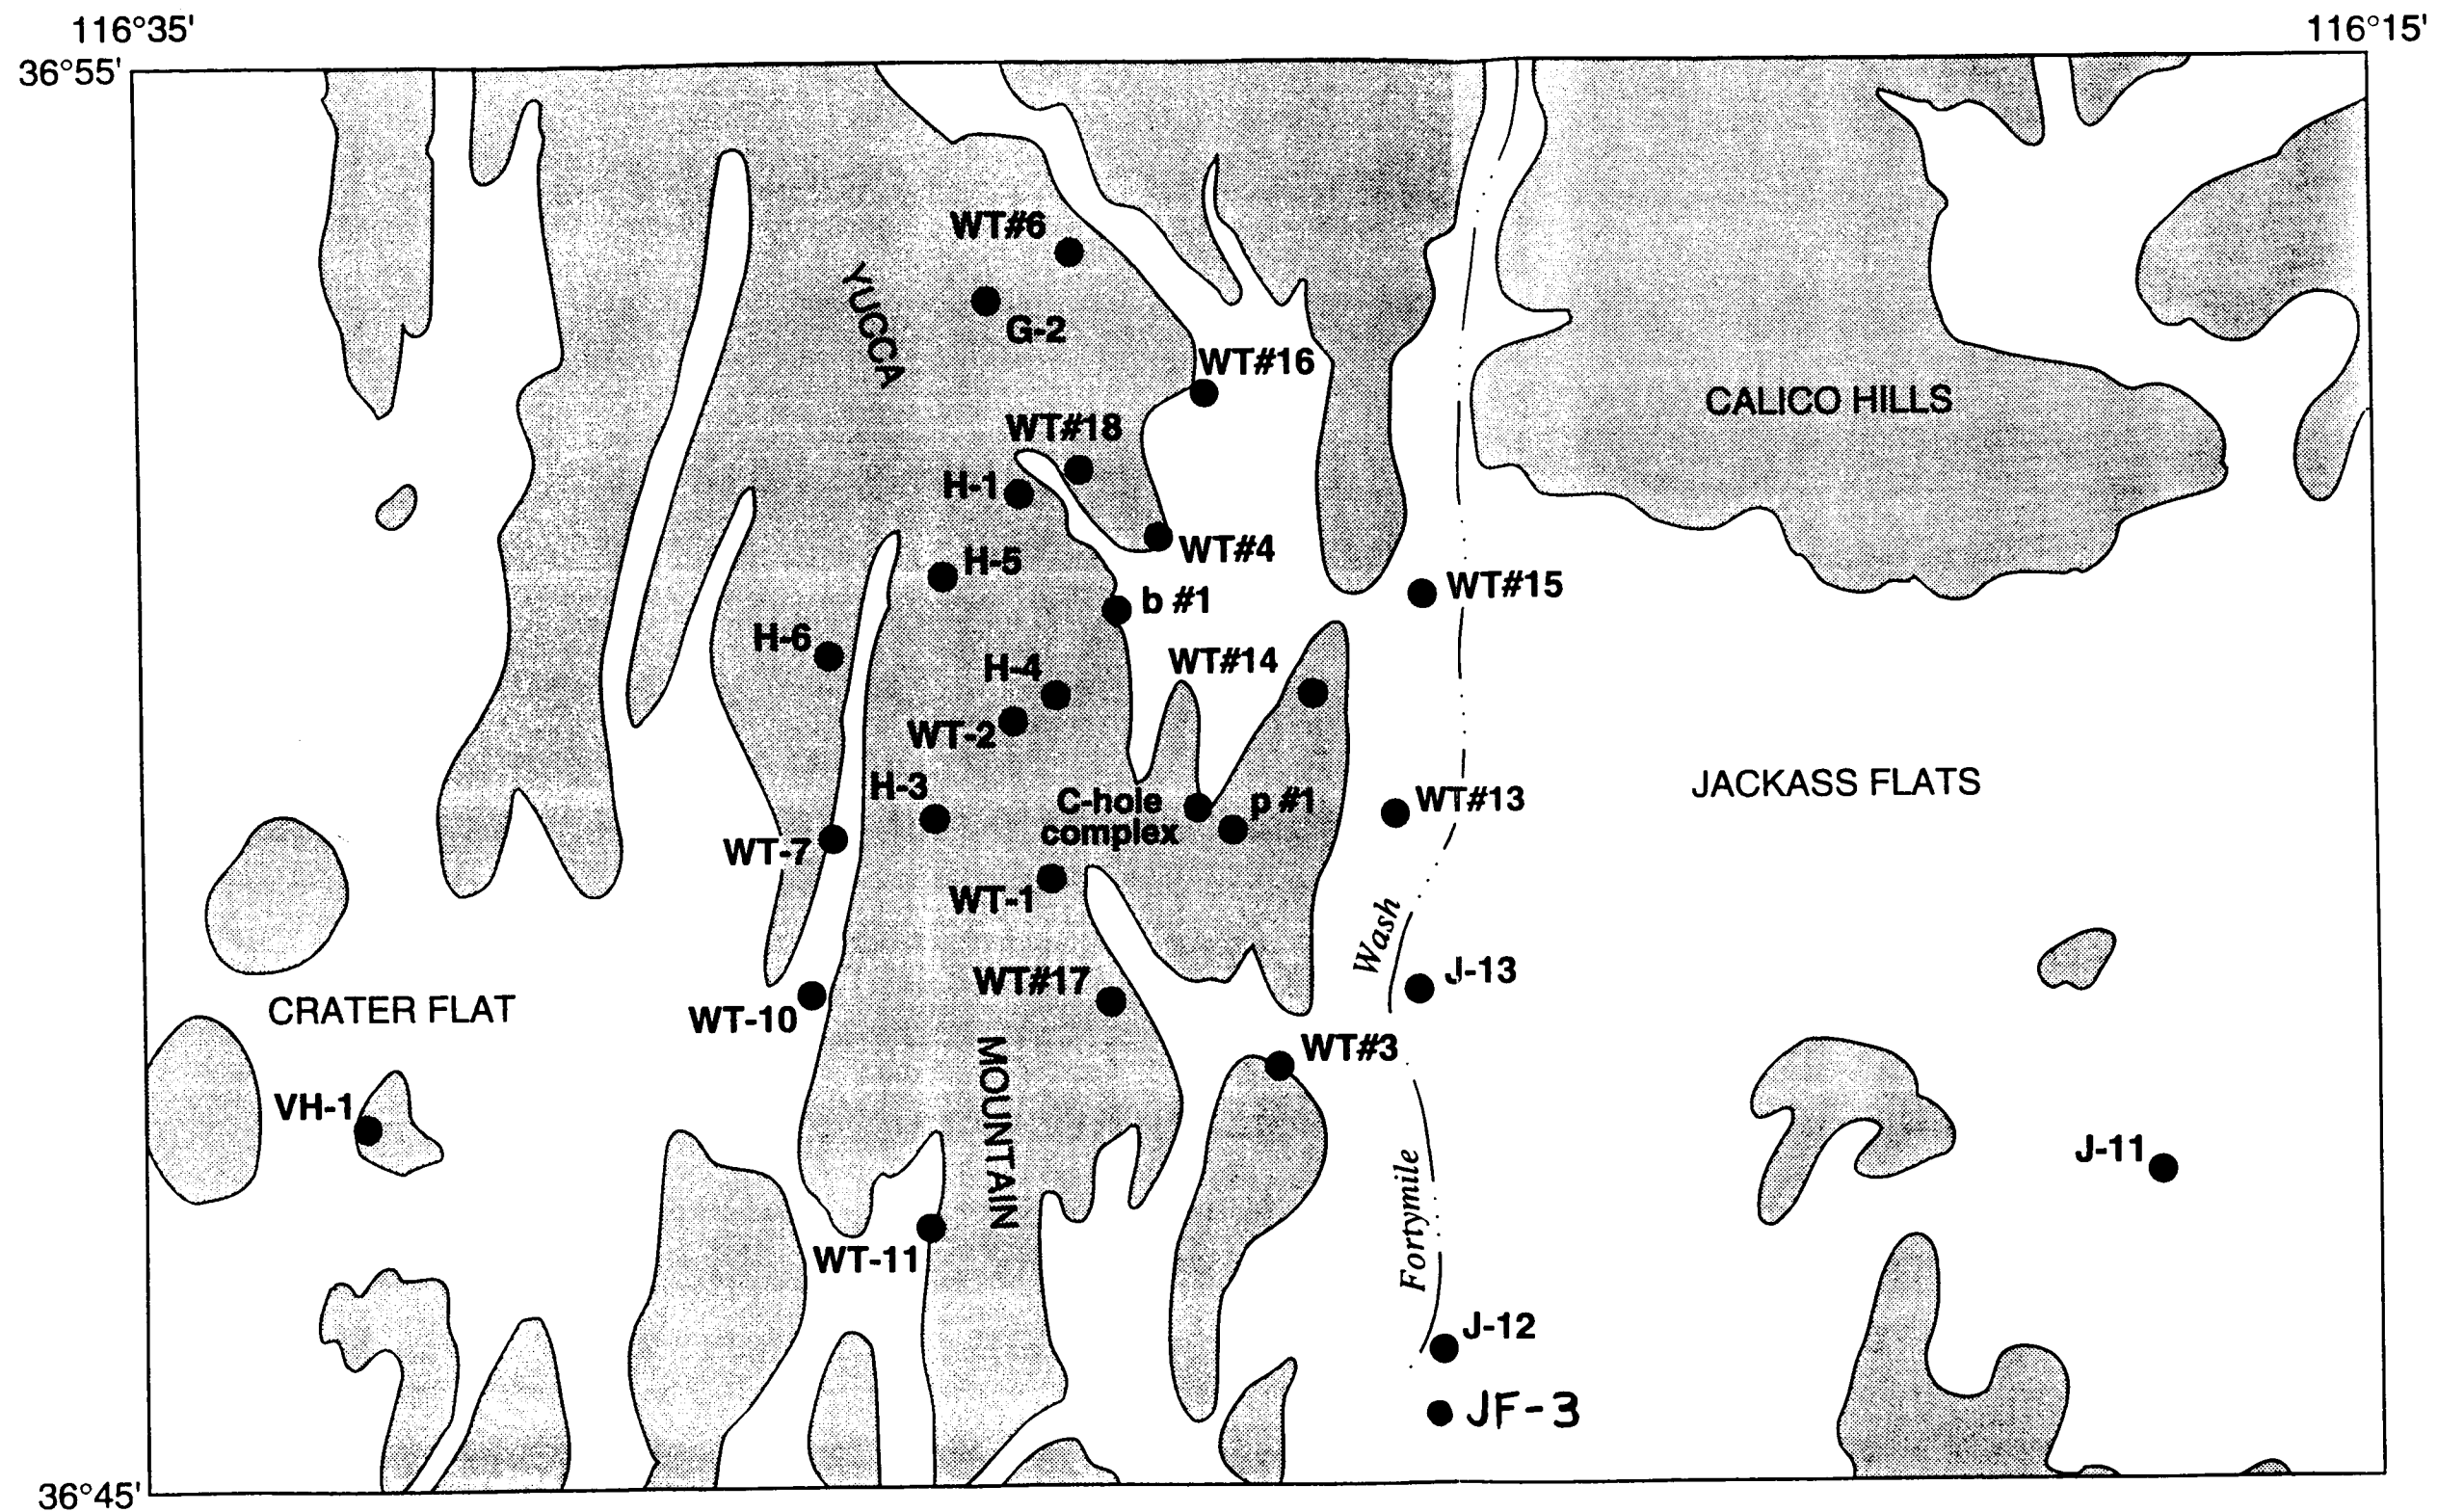 116°35'
116°15'
36°55'
WT#6
YUCCA
G-2
WT#16
CALICO HILLS
WT#18
H-1
WT#4
H-5
WT#15
b #1
H-6
WT#14
H-4
WT-2
JACKASS FLATS
H-3
C-hole
complex
p #1
WT#13
WT-7
WT-1
Wash
J-13
WT#17
CRATER FLAT
WT-10
WT#3
MOUNTAIN
VH-1
J-11
Fortymile
WT-11
J-12
JF-3
36°45'